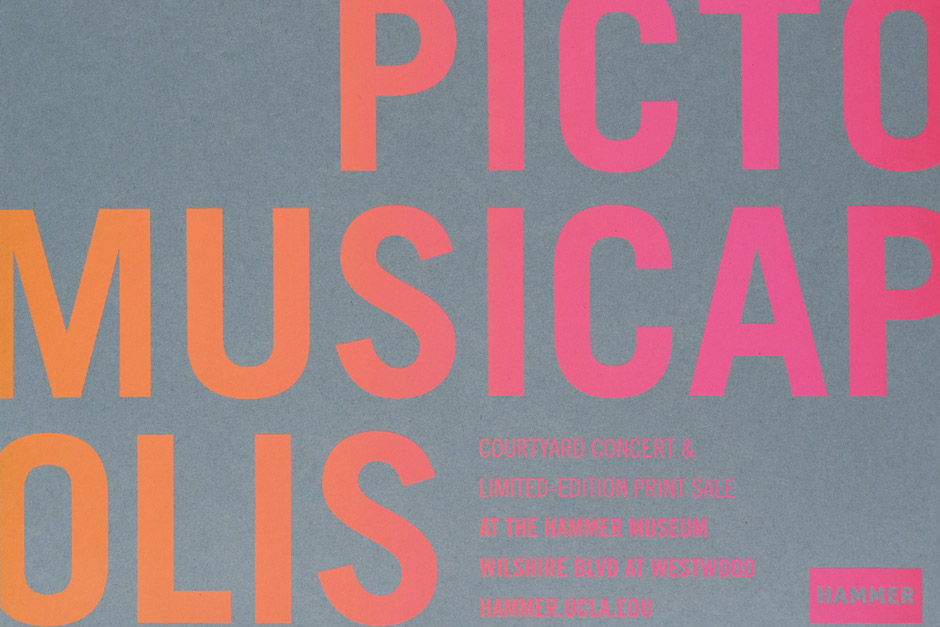 PICTO
MUSICAP
OLIS
COURTYARD CONCERT &
LIMITED-EDITION PRINT SALE
AT THE HAMMER MUSEUM
WILSHIRE BLVD AT WESTWOOD
HAMMER.UCLA.EDU
HAMMER